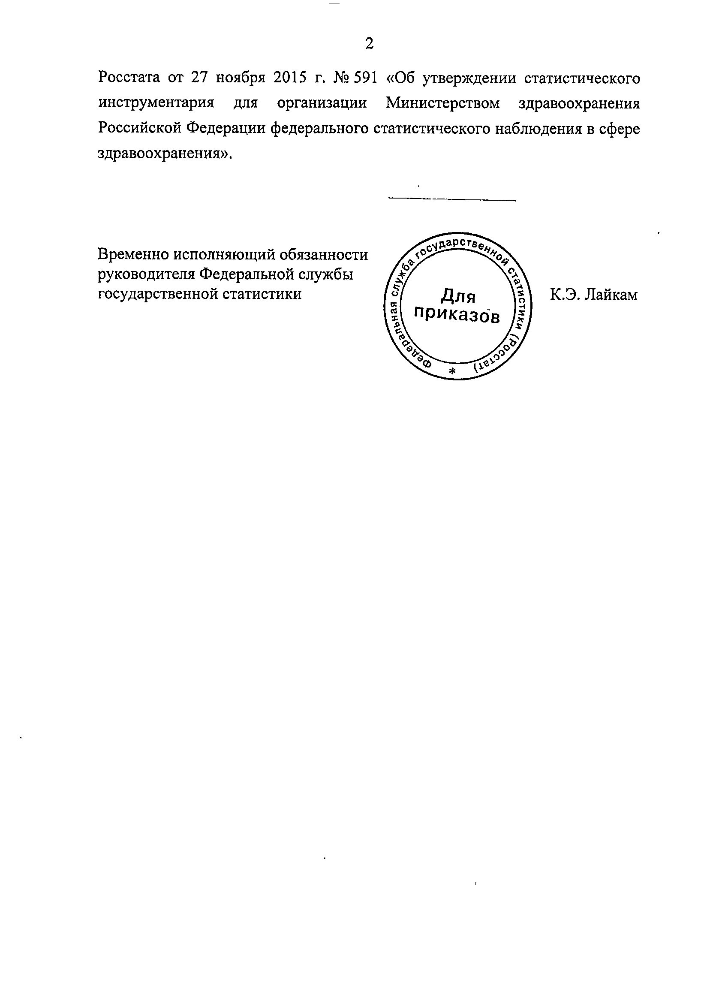 2
Росстата от 27 ноября 2015 г. № 591 «Об утверждении статистического
инструментария для организации Министерством здравоохранения
Российской Федерации федерального статистического наблюдения в сфере
здравоохранения».
Временно исполняющий обязанности
руководителя Федеральной службы
государственной статистики
Федеральная служба государственной статистики (Росстат) *
Для
приказов
К.Э. Лайкам